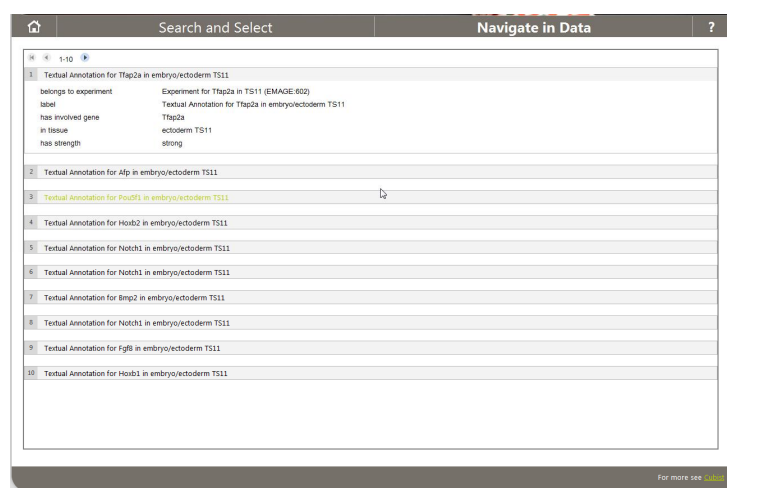 Search and Select Navigate in Data ?
1-10
1 Textual Annotation for Tfap2a in embryo/ectoderm TS11
belongs to experiment Experiment for Tfap2a in TS11 (EMAGE:602)
label Textual Annotation for Tfap2a in embryo/ectoderm TS11
has involved gene Tfap2a
in tissue ectoderm TS11
has strength strong
2 Textual Annotation for Afp in embryo/ectoderm TS11
3 Textual Annotation for Pou5f1 in embryo/ectoderm TS11
4 Textual Annotation for Hoxb2 in embryo/ectoderm TS11
5 Textual Annotation for Notch1 in embryo/ectoderm TS11
6 Textual Annotation for Notch1 in embryo/ectoderm TS11
7 Textual Annotation for Bmp2 in embryo/ectoderm TS11
8 Textual Annotation for Notch1 in embryo/ectoderm TS11
9 Textual Annotation for Fgf8 in embryo/ectoderm TS11
10 Textual Annotation for Hoxb1 in embryo/ectoderm TS11
For more see Cubist